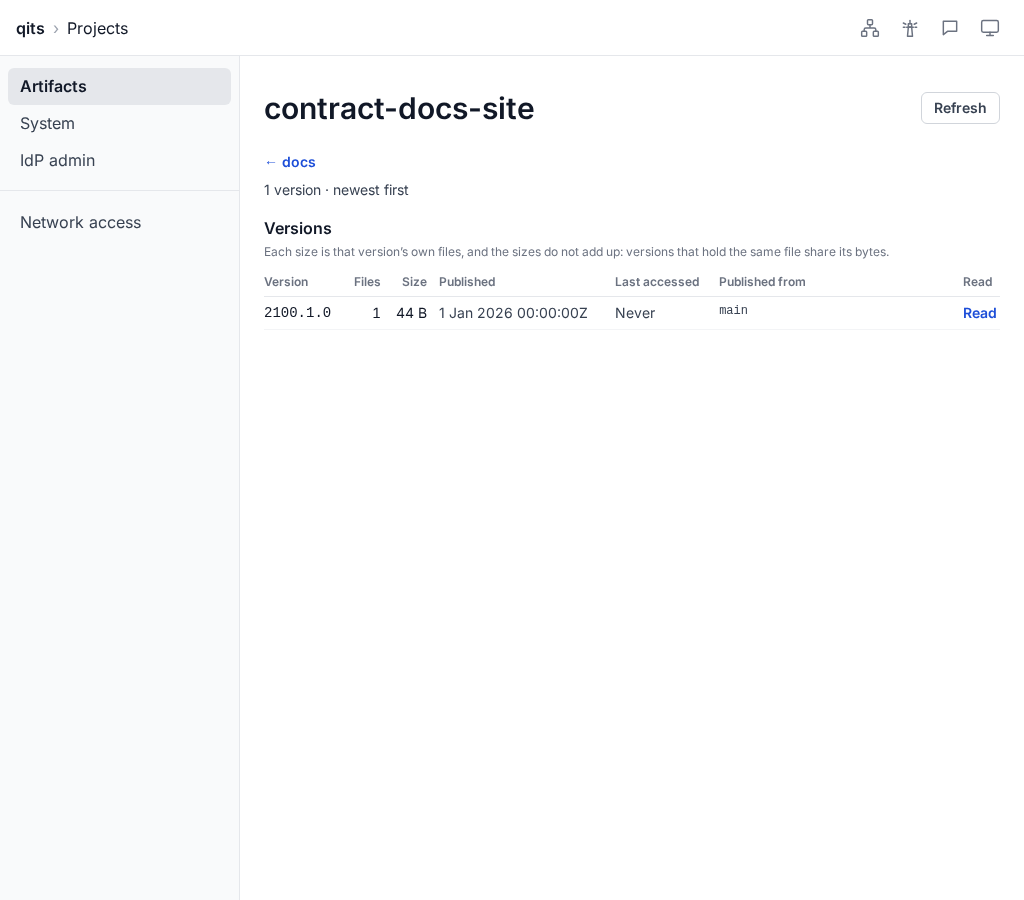 qits › Projects
Artifacts
System
IdP admin
Network access
contract-docs-site
Refresh
← docs
1 version · newest first
Versions
Each size is that version’s own files, and the sizes do not add up: versions that hold the same file share its bytes.
Version Files Size Published Last accessed Published from Read
2100.1.0 1 44 B 1 Jan 2026 00:00:00Z Never main Read